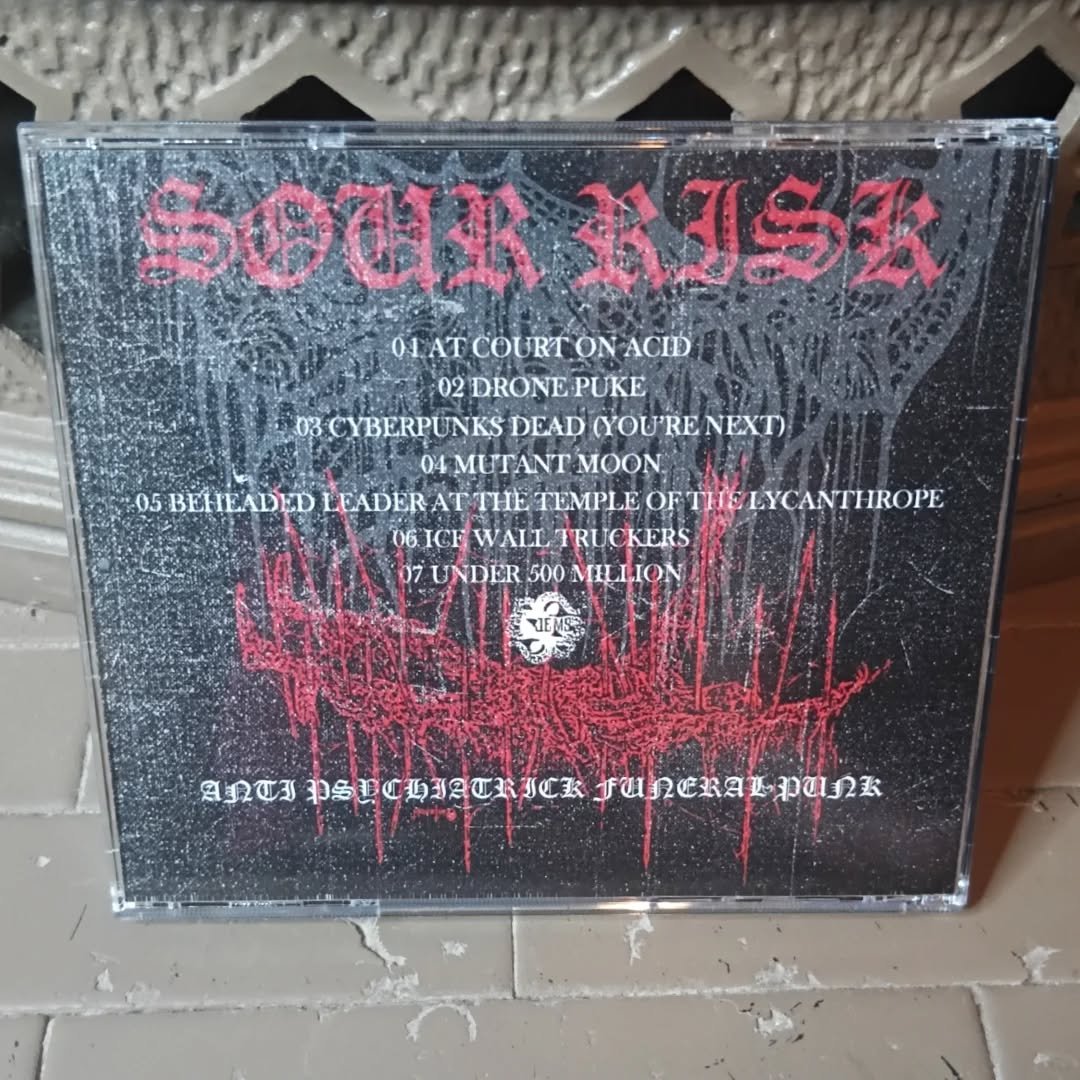 SOUR RISK
01 AT COURT ON ACID
02 DRONE PUKE
03 CYBERPUNKS DEAD (YOU'RE NEXT)
04 MUTANT MOON
05 BEHEADED LEADER AT THE TEMPLE OF THE LYCANTHROPE
06 ICE WALL TRUCKERS
07 UNDER 500 MILLION
ANTI PSYCHIATRICK FUNERAL PUNK